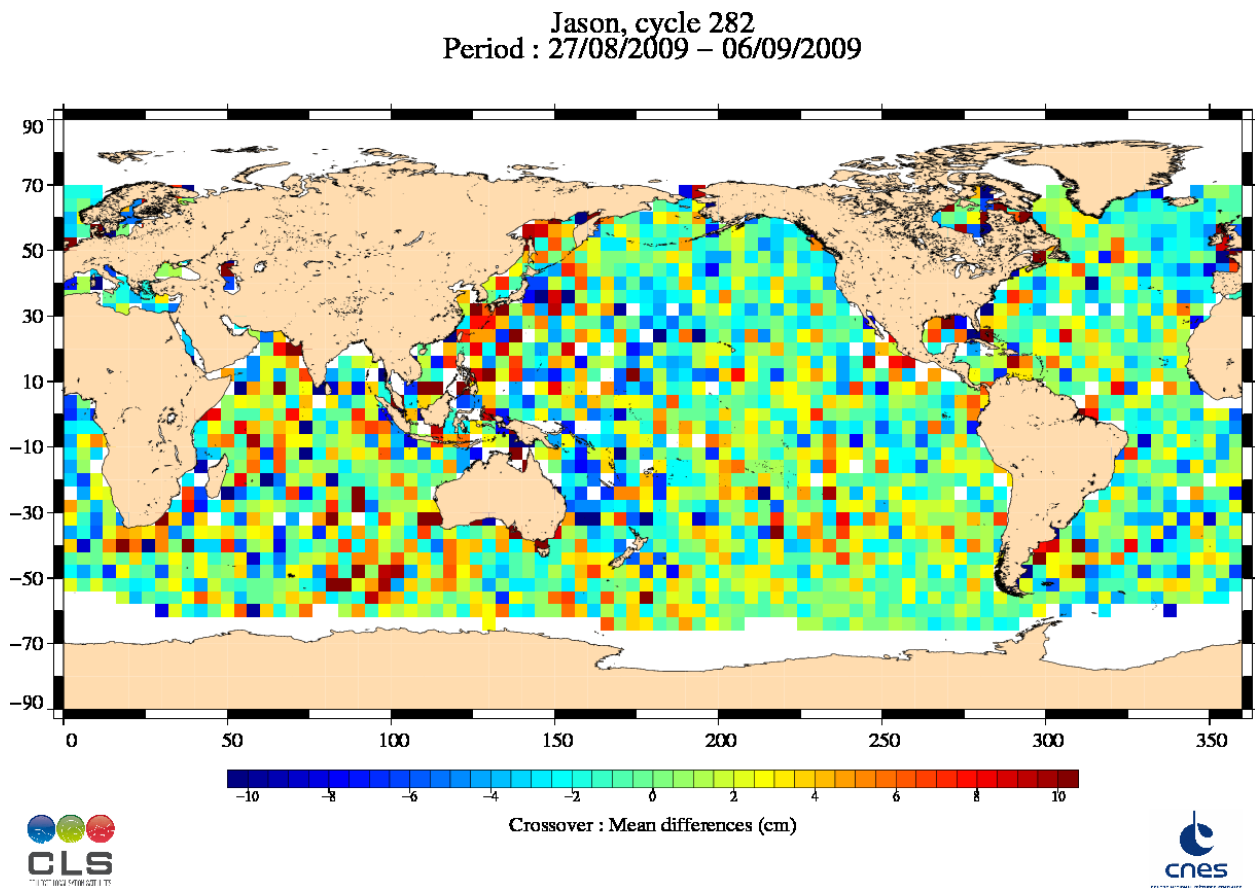 Jason, cycle 282
Period : 27/08/2009 − 06/09/2009
90
70
50
30
10
−10
−30
−50
−70
−90
0 50 100 150 200 250 300 350
−10 −8 −6 −4 −2 0 2 4 6 8 10
Crossover : Mean differences (cm)
CLS
cnes